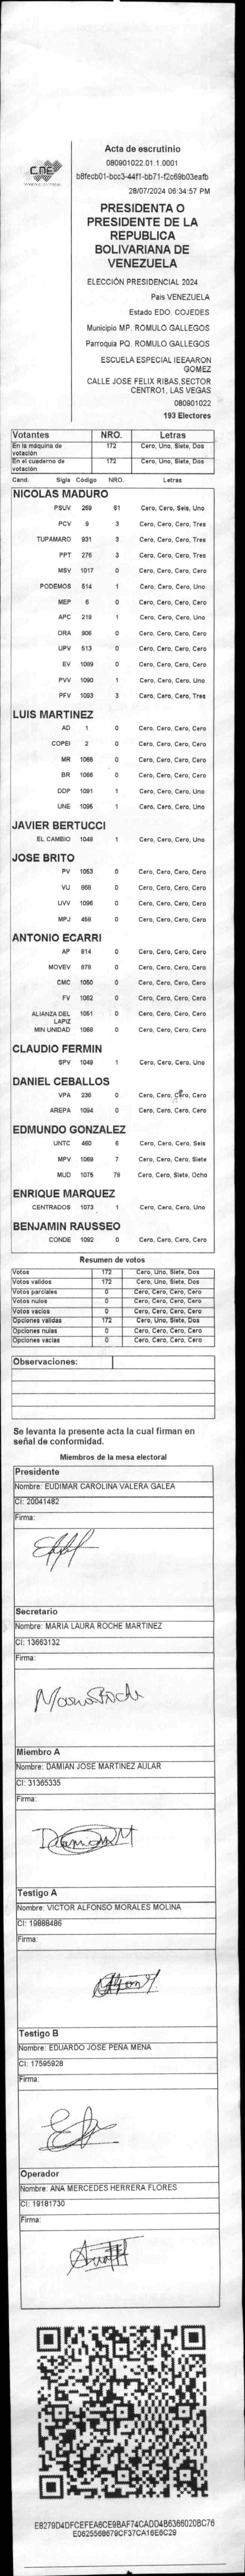 CNE
Acta de escrutinio
080901022.01.1.0001
b8fecb01-bcc3-44f1-bb71-f2c69b03eafb
28/07/2024 06:34:57 PM
PRESIDENTA O
PRESIDENTE DE LA
REPUBLICA
BOLIVARIANA DE
VENEZUELA
ELECCIÓN PRESIDENCIAL 2024
Pais VENEZUELA
Estado EDO. COJEDES
Municipio MP. ROMULO GALLEGOS
Parroquia PQ. ROMULO GALLEGOS
ESCUELA ESPECIAL IEEAARON
GOMEZ
CALLE JOSE FELIX RIBAS,SECTOR
CENTRO1, LAS VEGAS
080901022
193 Electores
Votantes NRO. Letras
En la máquina de votación 172 Cero, Uno, Siete, Dos
En el cuaderno de votación 172 Cero, Uno, Siete, Dos
Cand. Sigla Código NRO. Letras
NICOLAS MADURO
PSUV 269 61 Cero, Cero, Seis, Uno
PCV 9 3 Cero, Cero, Cero, Tres
TUPAMARO 931 3 Cero, Cero, Cero, Tres
PPT 276 3 Cero, Cero, Cero, Tres
MSV 1017 0 Cero, Cero, Cero, Cero
PODEMOS 514 1 Cero, Cero, Cero, Uno
MEP 6 0 Cero, Cero, Cero, Cero
APC 219 1 Cero, Cero, Cero, Uno
ORA 906 0 Cero, Cero, Cero, Cero
UPV 513 0 Cero, Cero, Cero, Cero
EV 1089 0 Cero, Cero, Cero, Cero
PVV 1090 1 Cero, Cero, Cero, Uno
PFV 1093 3 Cero, Cero, Cero, Tres
LUIS MARTINEZ
AD 1 0 Cero, Cero, Cero, Cero
COPEI 2 0 Cero, Cero, Cero, Cero
MR 1065 0 Cero, Cero, Cero, Cero
BR 1066 0 Cero, Cero, Cero, Cero
DDP 1091 1 Cero, Cero, Cero, Uno
UNE 1095 1 Cero, Cero, Cero, Uno
JAVIER BERTUCCI
EL CAMBIO 1048 1 Cero, Cero, Cero, Uno
JOSE BRITO
PV 1053 0 Cero, Cero, Cero, Cero
VU 868 0 Cero, Cero, Cero, Cero
UVV 1096 0 Cero, Cero, Cero, Cero
MPJ 458 0 Cero, Cero, Cero, Cero
ANTONIO ECARRI
AP 814 0 Cero, Cero, Cero, Cero
MOVEV 878 0 Cero, Cero, Cero, Cero
CMC 1050 0 Cero, Cero, Cero, Cero
FV 1062 0 Cero, Cero, Cero, Cero
ALIANZA DEL LAPIZ 1051 0 Cero, Cero, Cero, Cero
MIN UNIDAD 1068 0 Cero, Cero, Cero, Cero
CLAUDIO FERMIN
SPV 1049 1 Cero, Cero, Cero, Uno
DANIEL CEBALLOS
VPA 236 0 Cero, Cero, Cero, Cero
AREPA 1094 0 Cero, Cero, Cero, Cero
EDMUNDO GONZALEZ
UNTC 460 6 Cero, Cero, Cero, Seis
MPV 1069 7 Cero, Cero, Cero, Siete
MUD 1075 78 Cero, Cero, Siete, Ocho
ENRIQUE MARQUEZ
CENTRADOS 1073 1 Cero, Cero, Cero, Uno
BENJAMIN RAUSSEO
CONDE 1092 0 Cero, Cero, Cero, Cero
Resumen de votos
Votos 172 Cero, Uno, Siete, Dos
Votos validos 172 Cero, Uno, Siete, Dos
Votos parciales 0 Cero, Cero, Cero, Cero
Votos nulos 0 Cero, Cero, Cero, Cero
Votos vacios 0 Cero, Cero, Cero, Cero
Opciones validas 172 Cero, Uno, Siete, Dos
Opciones nulas 0 Cero, Cero, Cero, Cero
Opciones vacias 0 Cero, Cero, Cero, Cero
Observaciones:
Se levanta la presente acta la cual firman en
señal de conformidad.
Miembros de la mesa electoral
Presidente
Nombre: EUDIMAR CAROLINA VALERA GALEA
CI: 20041482
Firma:
Secretario
Nombre: MARIA LAURA ROCHE MARTINEZ
CI: 13663132
Firma:
Miembro A
Nombre: DAMIAN JOSE MARTINEZ AULAR
CI: 31365335
Firma:
Testigo A
Nombre: VICTOR ALFONSO MORALES MOLINA
CI: 19888486
Firma:
Testigo B
Nombre: EDUARDO JOSE PEÑA MENA
CI: 17595928
Firma:
Operador
Nombre: ANA MERCEDES HERRERA FLORES
CI: 19181730
Firma:
E8279D4DFCEFEA6CE9BAF74CADD4B6366020BC76
E0625568679CF37CA16E6C29